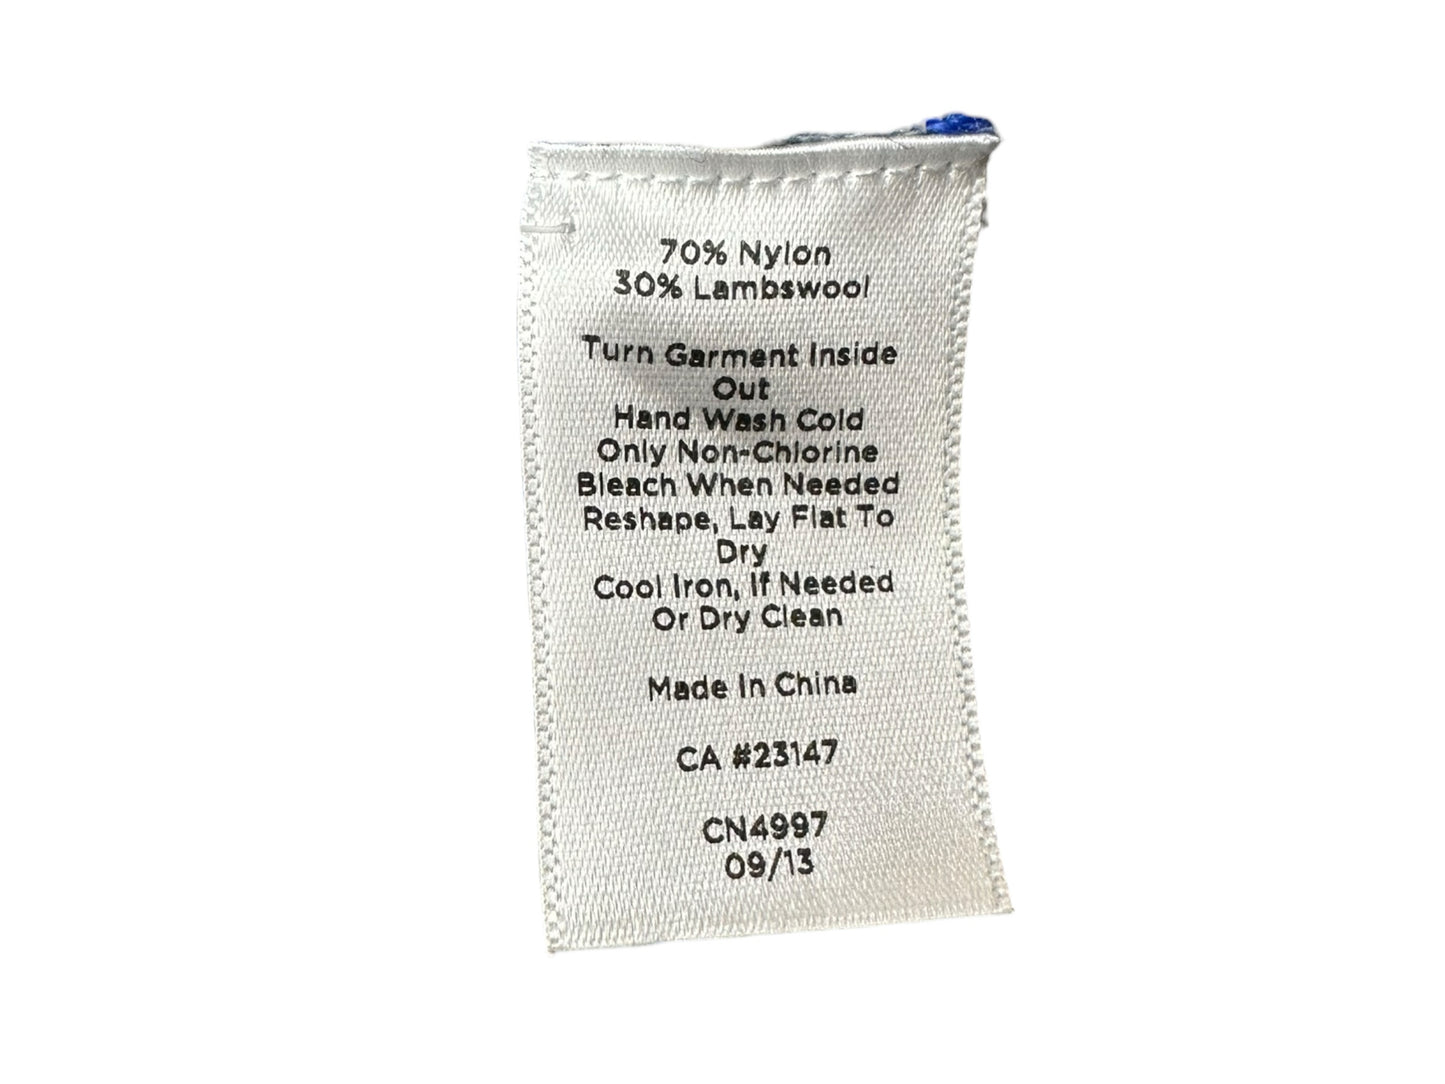 70% Nylon
30% Lambswool
Turn Garment Inside
Out
Hand Wash Cold
Only Non-Chlorine
Bleach When Needed
Reshape, Lay Flat To
Dry
Cool Iron, If Needed
Or Dry Clean
Made In China
CA #23147
CN4997
09/13